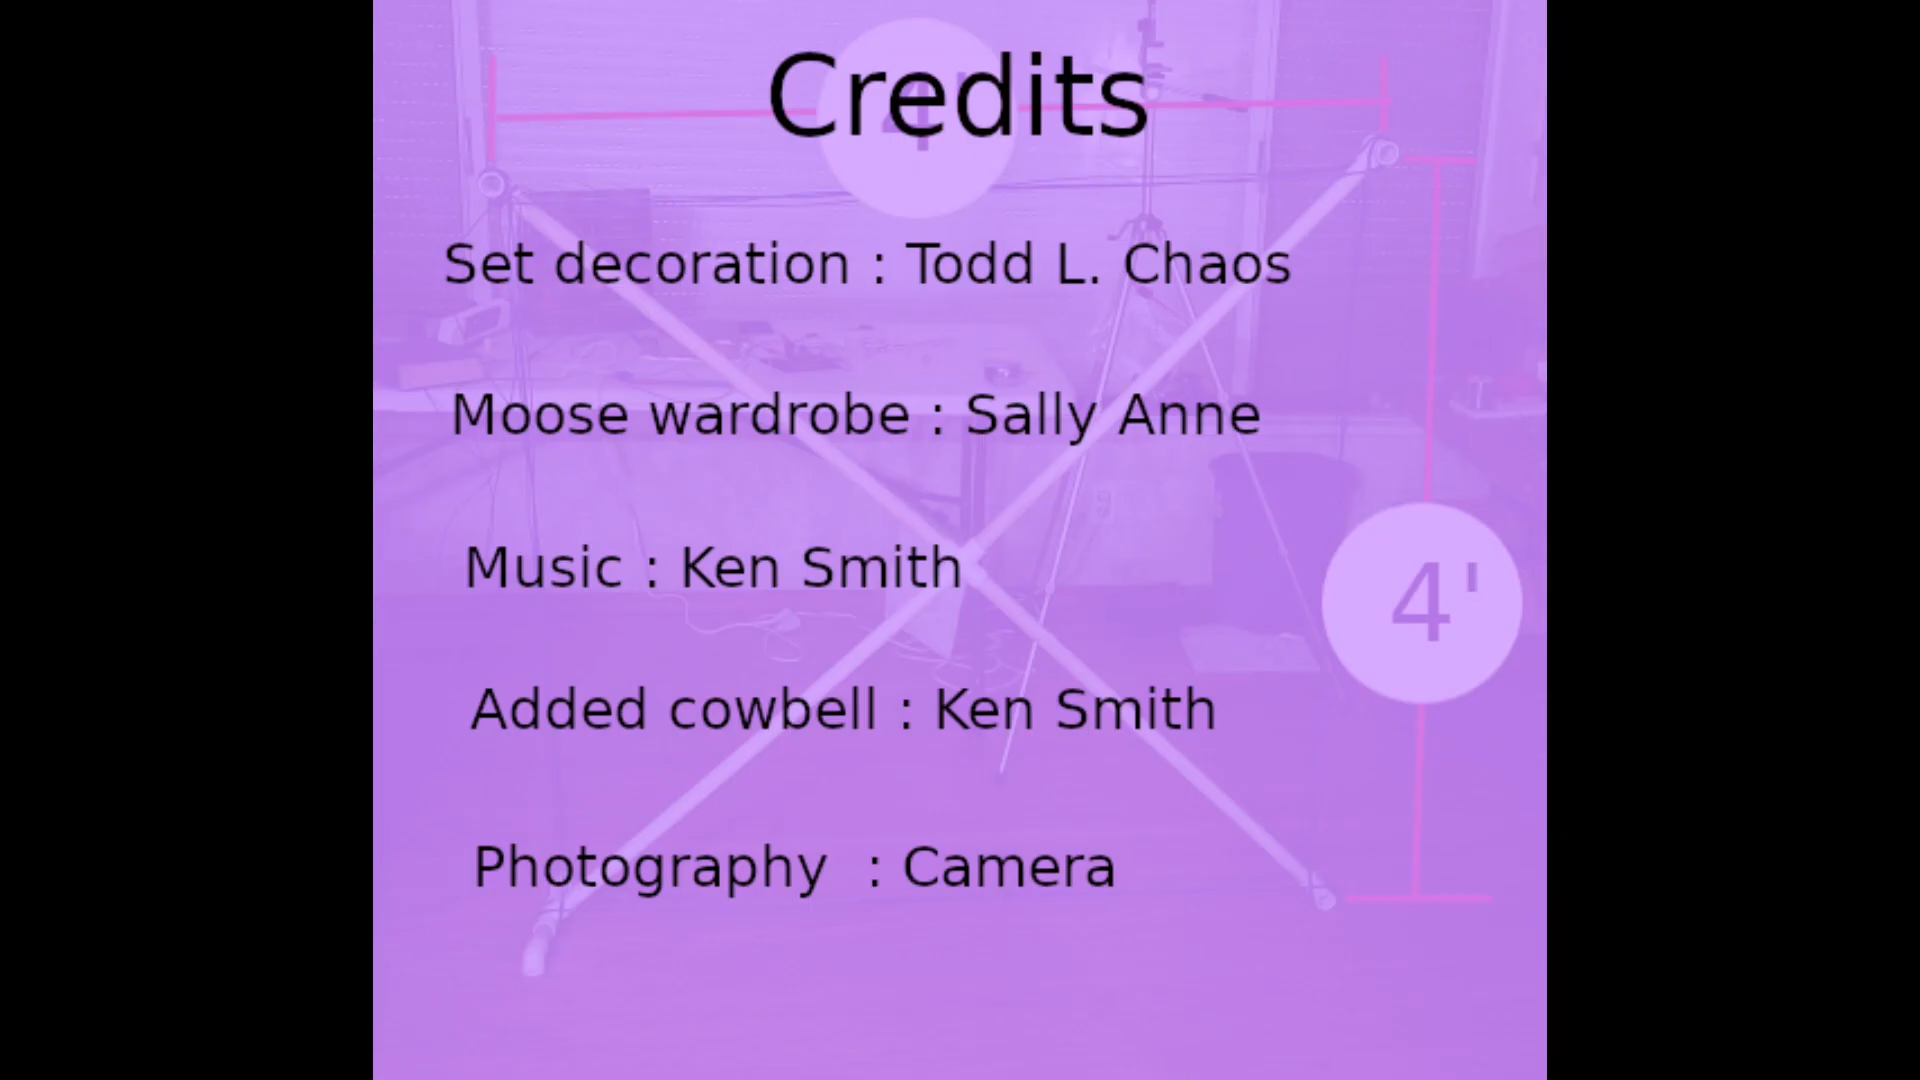 4'
Credits
Set decoration : Todd L. Chaos
Moose wardrobe : Sally Anne
Music : Ken Smith
4'
Added cowbell : Ken Smith
Photography : Camera